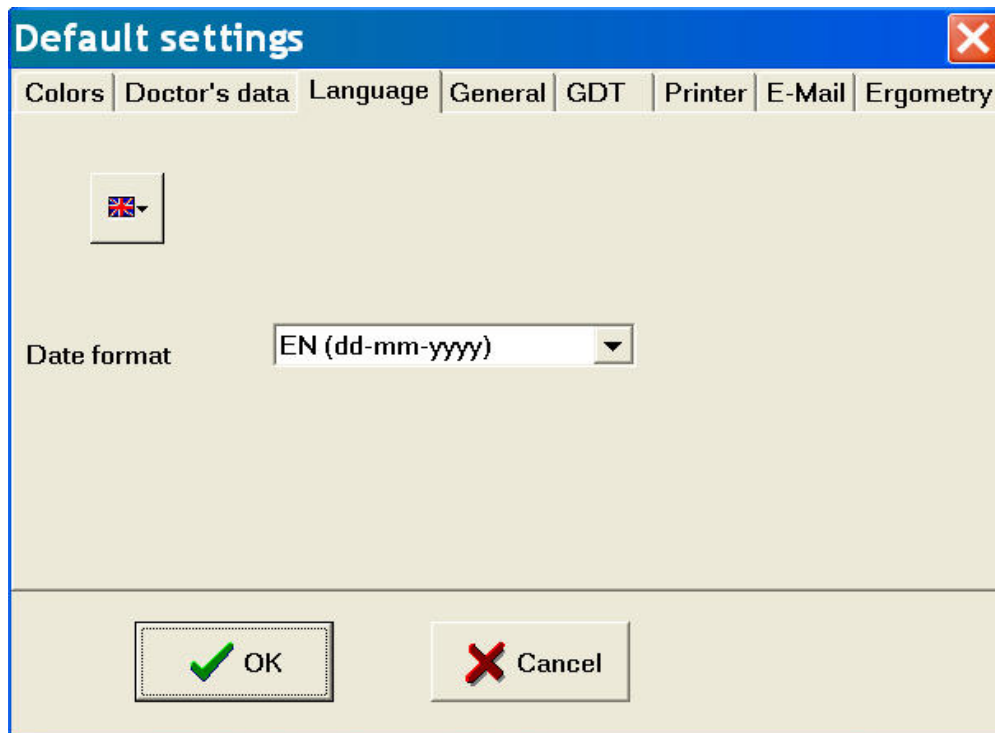 Default settings
Colors Doctor's data Language General GDT Printer E-Mail Ergometry
Date format EN (dd-mm-yyyy)
OK Cancel